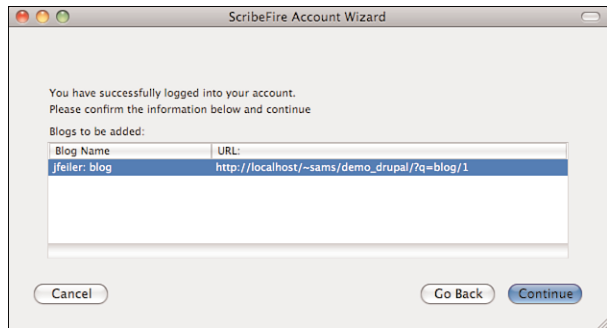 ScribeFire Account Wizard
You have successfully logged into your account.
Please confirm the information below and continue
Blogs to be added:
Blog Name URL:
jfeiler: blog http://localhost/~sams/demo_drupal/?q=blog/1
Cancel Go Back Continue